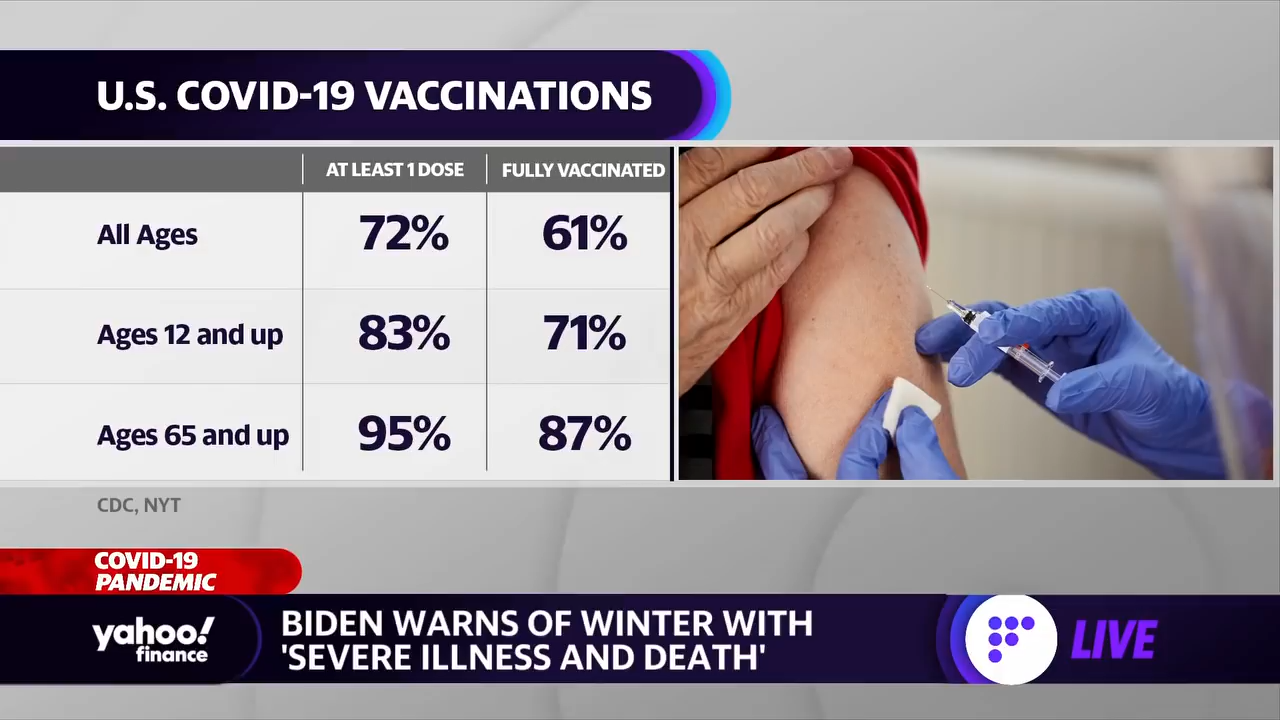 U.S. COVID-19 VACCINATIONS
AT LEAST 1 DOSE FULLY VACCINATED
All Ages 72% 61%
Ages 12 and up 83% 71%
Ages 65 and up 95% 87%
CDC, NYT
COVID-19
PANDEMIC
yahoo!
finance
BIDEN WARNS OF WINTER WITH
'SEVERE ILLNESS AND DEATH'
LIVE